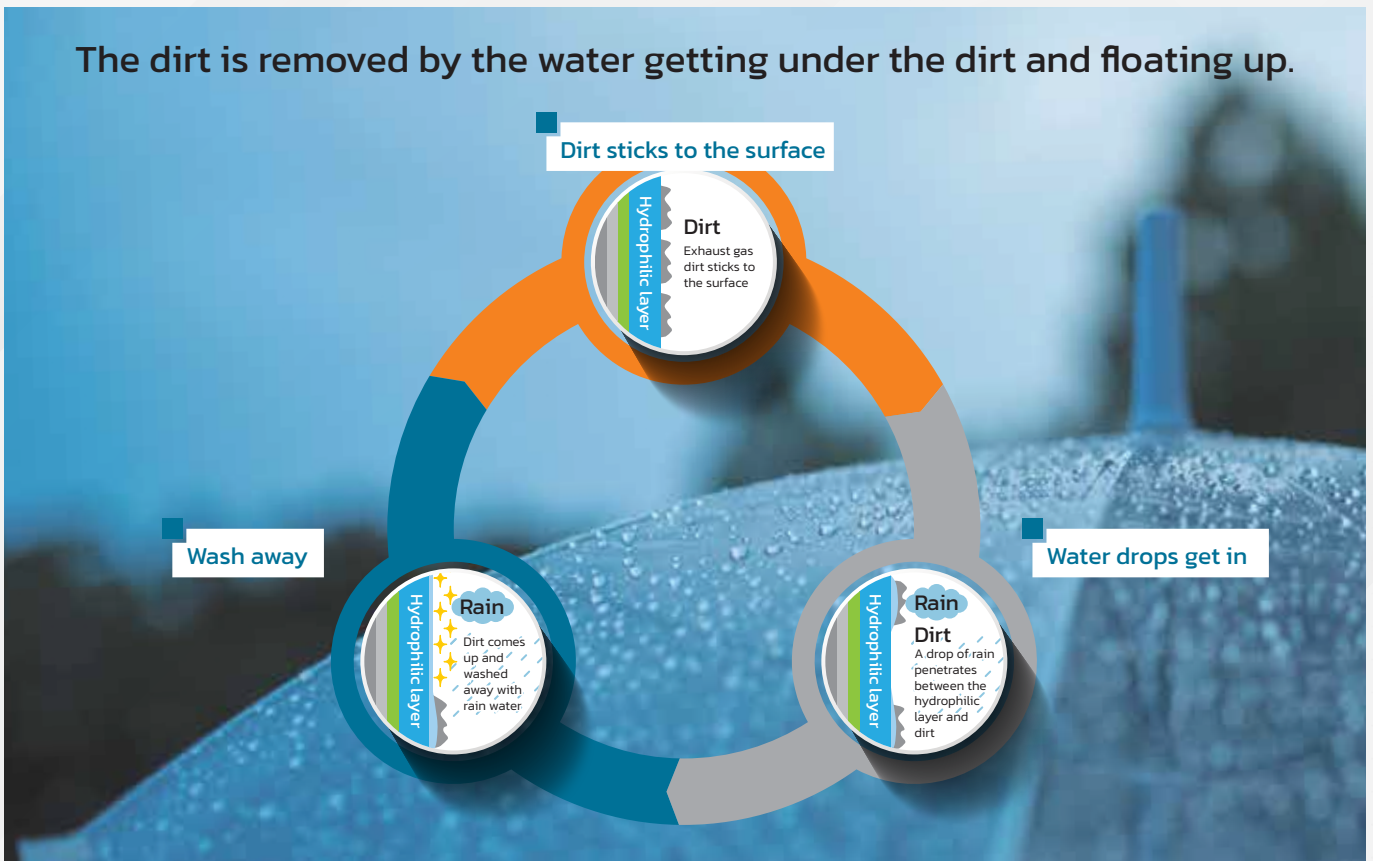 The dirt is removed by the water getting under the dirt and floating up.
Dirt sticks to the surface
Hydrophilic layer
Dirt
Exhaust gas
dirt sticks to
the surface
Wash away
Water drops get in
Hydrophilic layer
Rain
Dirt comes
up and
washed
away with
rain water
Hydrophilic layer
Rain
Dirt
A drop of rain
penetrates
between the
hydrophilic
layer and
dirt